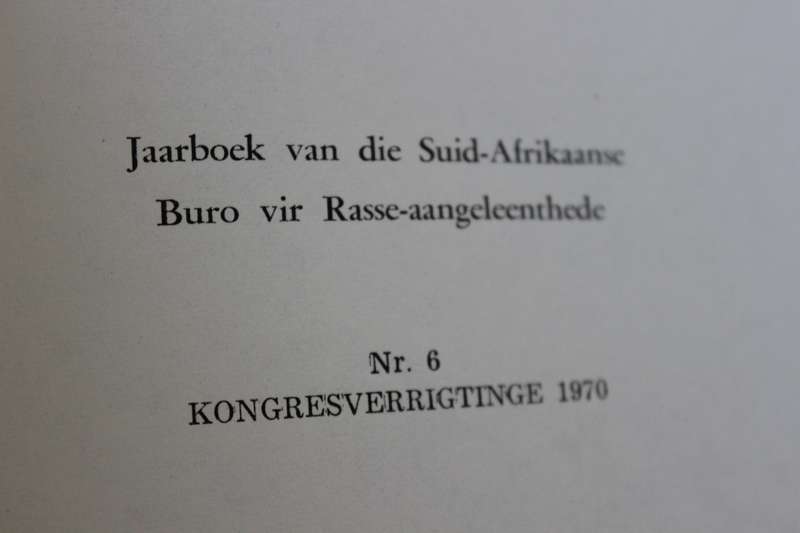 Jaarboek van die Suid-Afrikaanse
Buro vir Rasse-aangeleenthede
Nr. 6
KONGRESVERRIGTINGE 1970